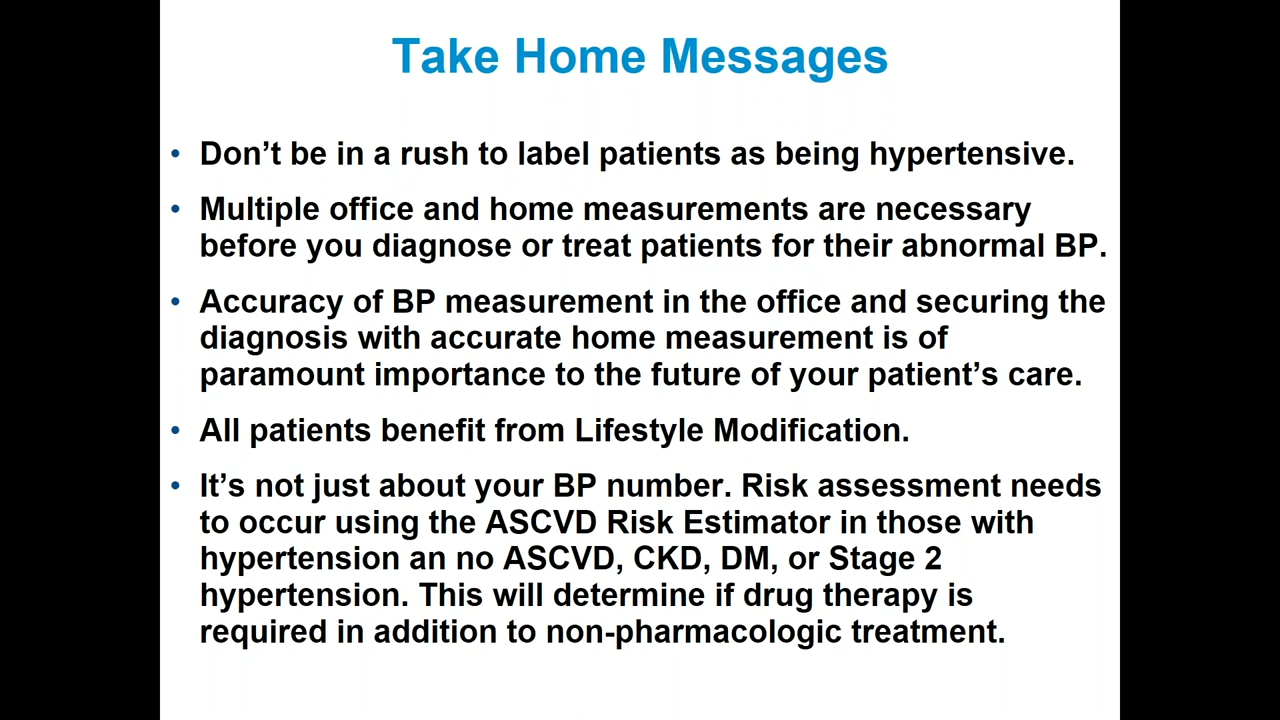 Take Home Messages
• Don’t be in a rush to label patients as being hypertensive.
• Multiple office and home measurements are necessary
before you diagnose or treat patients for their abnormal BP.
• Accuracy of BP measurement in the office and securing the
diagnosis with accurate home measurement is of
paramount importance to the future of your patient’s care.
• All patients benefit from Lifestyle Modification.
• It’s not just about your BP number. Risk assessment needs
to occur using the ASCVD Risk Estimator in those with
hypertension an no ASCVD, CKD, DM, or Stage 2
hypertension. This will determine if drug therapy is
required in addition to non-pharmacologic treatment.